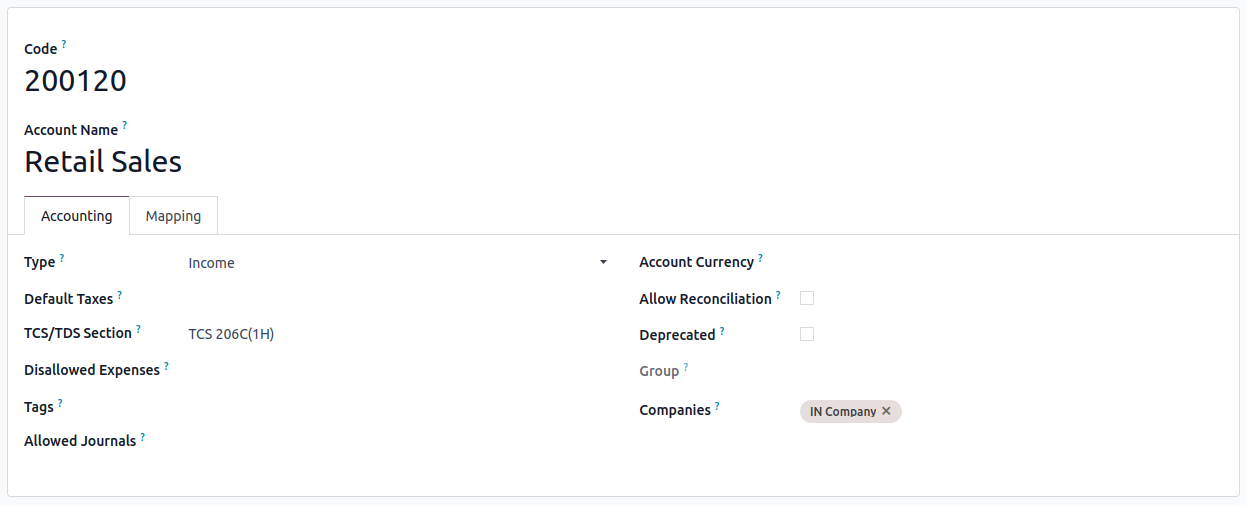 Code ?
200120
Account Name ?
Retail Sales
Accounting Mapping
Type ? Income
Default Taxes ?
TCS/TDS Section ? TCS 206C(1H)
Disallowed Expenses ?
Tags ?
Allowed Journals ?
Account Currency ?
Allow Reconciliation ?
Deprecated ?
Group ?
Companies ? IN Company ×